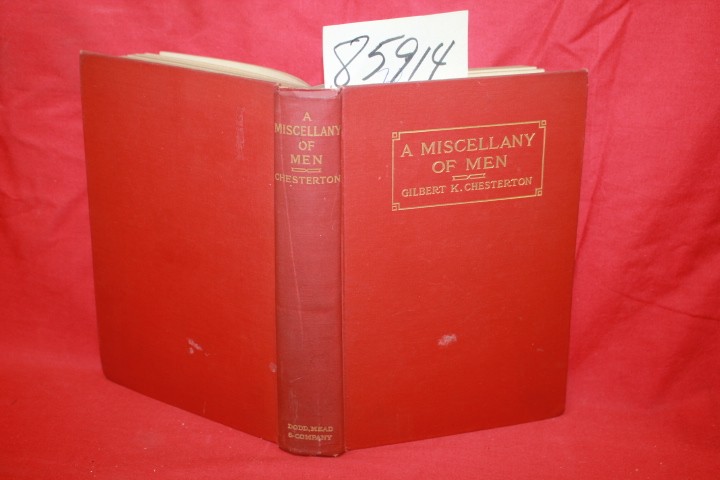 85914
A
MISCELLANY
OF
MEN
CHESTERTON
DODD, MEAD
& COMPANY
A MISCELLANY
OF MEN
GILBERT K. CHESTERTON